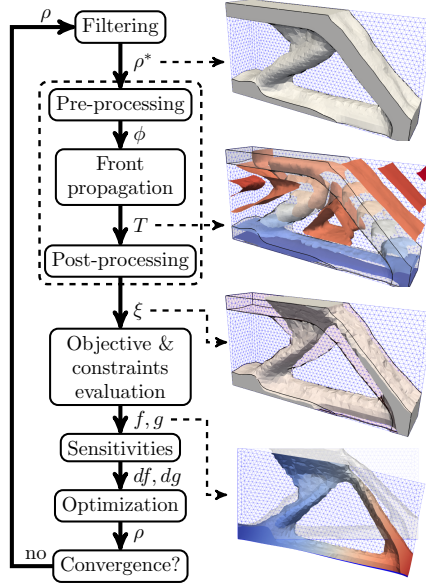 ρ
Filtering
ρ*
Pre-processing
ϕ
Front
propagation
T
Post-processing
ξ
Objective &
constraints
evaluation
f, g
Sensitivities
df, dg
Optimization
ρ
no
Convergence?